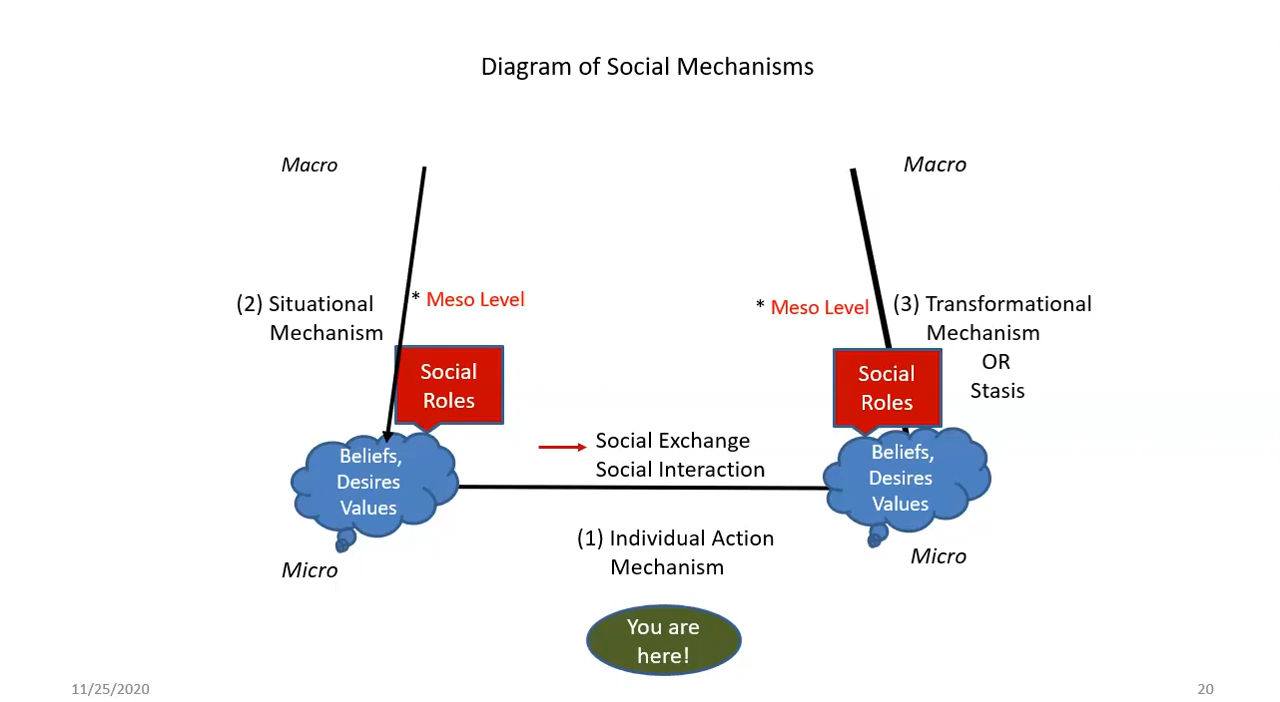 Diagram of Social Mechanisms
Macro
Macro
(2) Situational
Mechanism
* Meso Level
* Meso Level
(3) Transformational
Mechanism
OR
Stasis
Social
Roles
Social
Roles
Beliefs,
Desires
Values
Social Exchange
Social Interaction
Beliefs,
Desires
Values
(1) Individual Action
Mechanism
Micro
Micro
You are
here!
11/25/2020
20